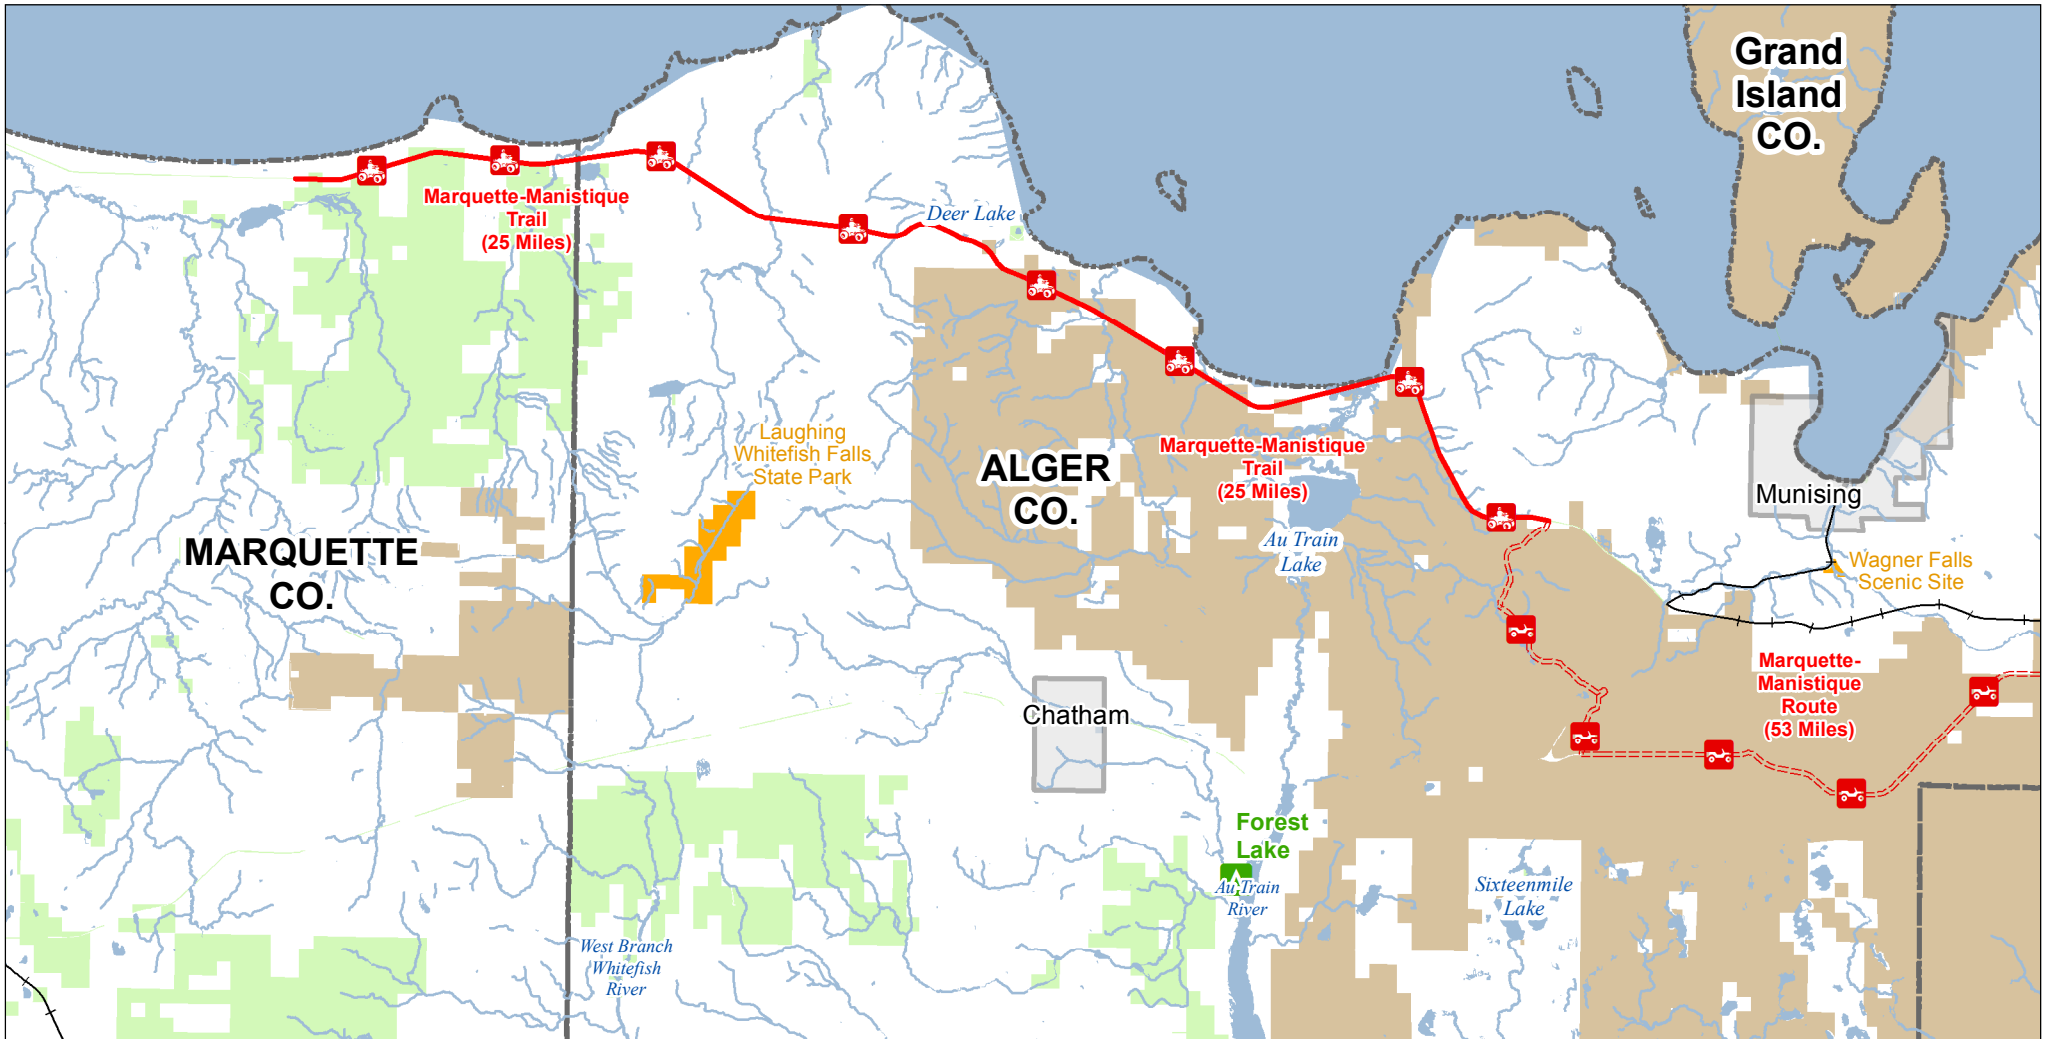 Grand
Island
CO.
Marquette-Manistique
Trail
(25 Miles)
Deer Lake
Laughing
Whitefish Falls
State Park
ALGER
CO.
Marquette-Manistique
Trail
(25 Miles)
Munising
MARQUETTE
CO.
Au Train
Lake
Wagner Falls
Scenic Site
Marquette-
Manistique
Route
(53 Miles)
Chatham
Forest
Lake
Au Train
River
Sixteenmile
Lake
West Branch
Whitefish
River